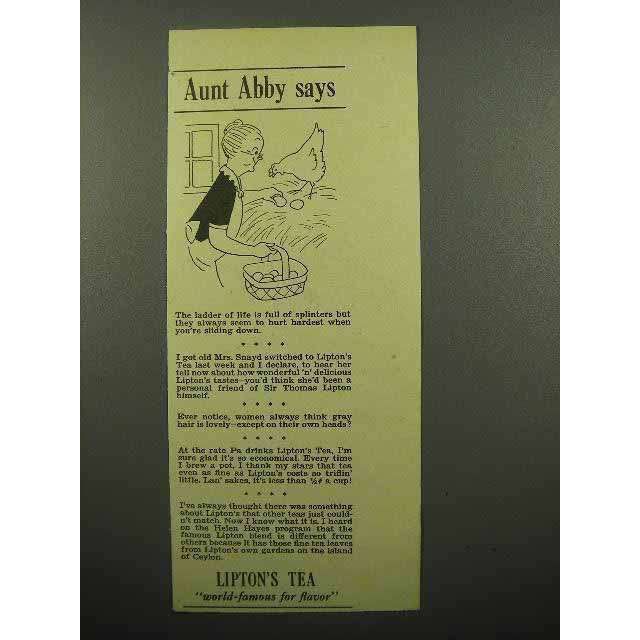 Aunt Abby says
The ladder of life is full of splinters but
they always seem to hurt hardest when
you're sliding down.
* * * *
I got old Mrs. Snayd switched to Lipton's
Tea last week and I declare, to hear her
tell now about how wonderful 'n' delicious
Lipton's tastes—you'd think she'd been a
personal friend of Sir Thomas Lipton
himself.
* * * *
Ever notice, women always think gray
hair is lovely—except on their own heads?
* * * *
At the rate Pa drinks Lipton's Tea, I'm
sure glad it's so economical. Every time
I brew a pot, I thank my stars that tea
even as fine as Lipton's costs so triflin'
little. Lan' sakes, it's less than ½¢ a cup!
* * * *
I've always thought there was something
about Lipton's that other teas just could-
n't match. Now I know what it is. I heard
on the Helen Hayes program that the
famous Lipton blend is different from
others because it has those fine tea leaves
from Lipton's own gardens on the island
of Ceylon.
LIPTON'S TEA
"world-famous for flavor"